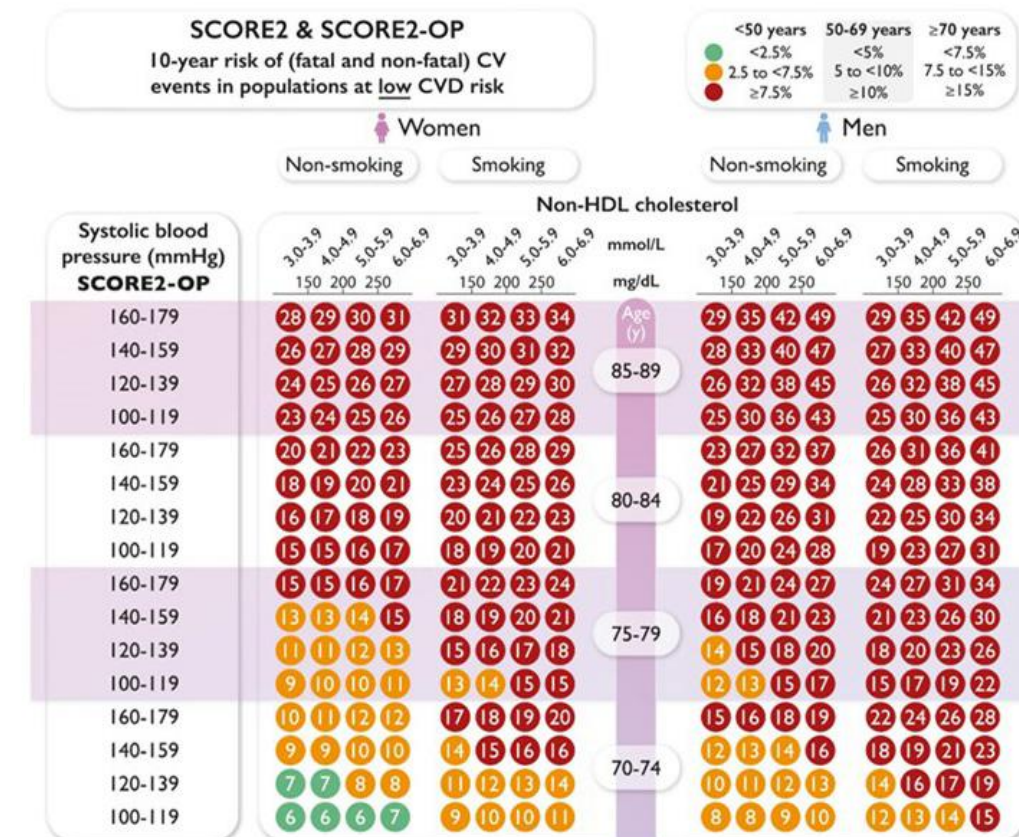 SCORE2 & SCORE2-OP
10-year risk of (fatal and non-fatal) CV
events in populations at low CVD risk
<50 years 50-69 years ≥70 years
<2.5% <5% <7.5%
2.5 to <7.5% 5 to <10% 7.5 to <15%
≥7.5% ≥10% ≥15%
Women Men
Non-smoking Smoking Non-smoking Smoking
Non-HDL cholesterol
Systolic blood
pressure (mmHg)
SCORE2-OP
3.0-3.9 4.0-4.9 5.0-5.9 6.0-6.9 3.0-3.9 4.0-4.9 5.0-5.9 6.0-6.9 mmol/L 3.0-3.9 4.0-4.9 5.0-5.9 6.0-6.9 3.0-3.9 4.0-4.9 5.0-5.9 6.0-6.9
150 200 250 150 200 250 mg/dL 150 200 250 150 200 250
Age
(y)
160-179 28 29 30 31 31 32 33 34 29 35 42 49 29 35 42 49
140-159 26 27 28 29 29 30 31 32 28 33 40 47 27 33 40 47
85-89
120-139 24 25 26 27 27 28 29 30 26 32 38 45 26 32 38 45
100-119 23 24 25 26 25 26 27 28 25 30 36 43 25 30 36 43
160-179 20 21 22 23 25 26 28 29 23 27 32 37 26 31 36 41
140-159 18 19 20 21 23 24 25 26 21 25 29 34 24 28 33 38
80-84
120-139 16 17 18 19 20 21 22 23 19 22 26 31 22 25 30 34
100-119 15 15 16 17 18 19 20 21 17 20 24 28 19 23 27 31
160-179 15 15 16 17 21 22 23 24 19 21 24 27 24 27 31 34
140-159 13 13 14 15 18 19 20 21 16 18 21 23 21 23 26 30
75-79
120-139 11 11 12 13 15 16 17 18 14 15 18 20 18 20 23 26
100-119 9 10 10 11 13 14 15 15 12 13 15 17 15 17 19 22
160-179 10 11 12 12 17 18 19 20 15 16 18 19 22 24 26 28
140-159 9 9 10 10 14 15 16 16 12 13 14 16 18 19 21 23
70-74
120-139 7 7 8 8 11 12 13 14 10 11 12 13 14 16 17 19
100-119 6 6 6 7 9 10 10 11 8 8 9 10 12 13 14 15